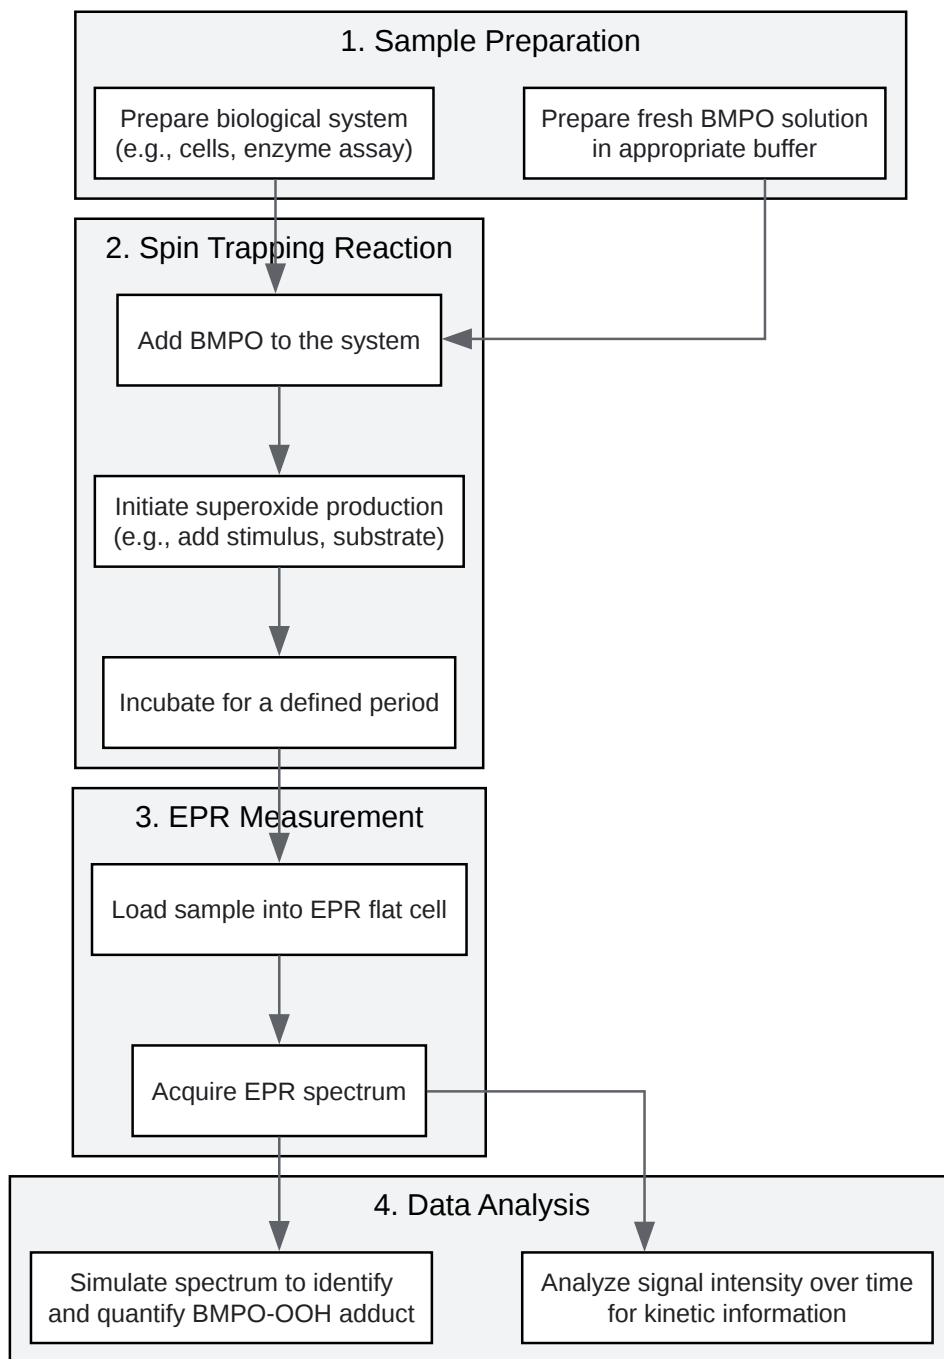 1. Sample Preparation
Prepare biological system
(e.g., cells, enzyme assay)
Prepare fresh BMPO solution
in appropriate buffer
2. Spin Trapping Reaction
Add BMPO to the system
Initiate superoxide production
(e.g., add stimulus, substrate)
Incubate for a defined period
3. EPR Measurement
Load sample into EPR flat cell
Acquire EPR spectrum
4. Data Analysis
Simulate spectrum to identify
and quantify BMPO-OOH adduct
Analyze signal intensity over time
for kinetic information